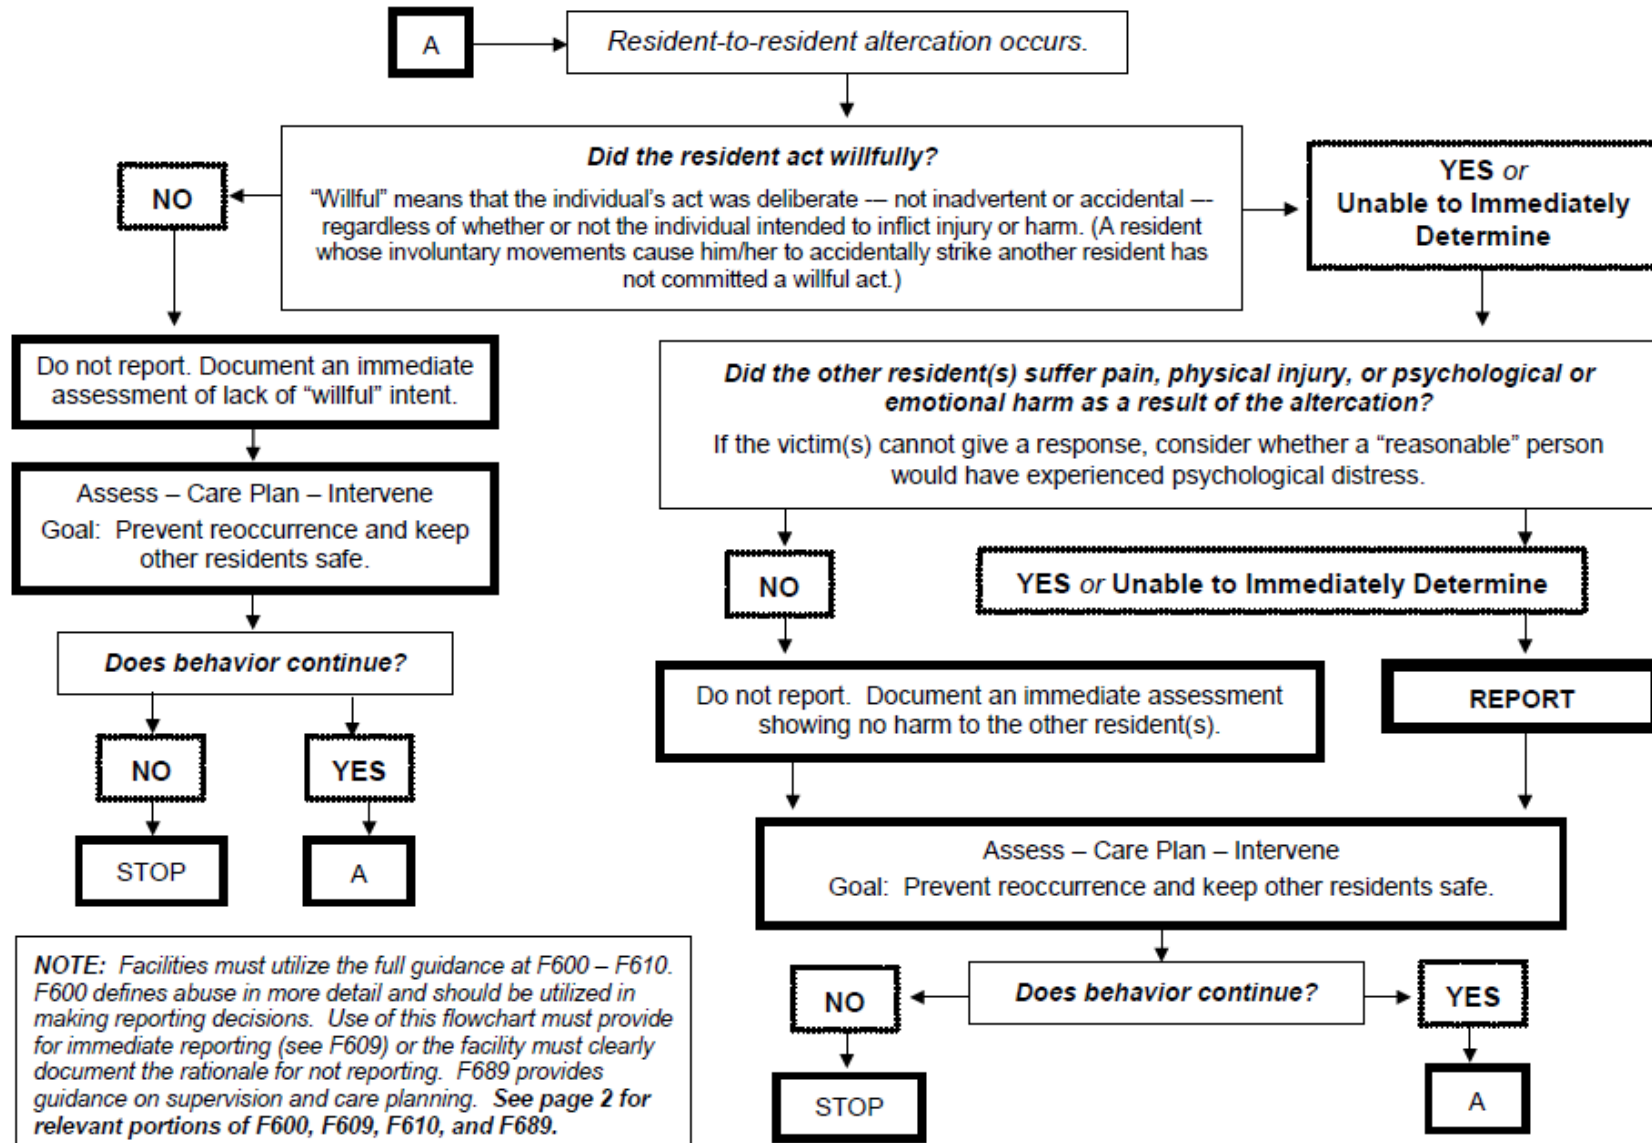 A
Resident-to-resident altercation occurs.
Did the resident act willfully?
“Willful” means that the individual’s act was deliberate –- not inadvertent or accidental –-
regardless of whether or not the individual intended to inflict injury or harm. (A resident
whose involuntary movements cause him/her to accidentally strike another resident has
not committed a willful act.)
NO
YES or
Unable to Immediately
Determine
Do not report. Document an immediate
assessment of lack of “willful” intent.
Assess – Care Plan – Intervene
Goal:  Prevent reoccurrence and keep
other residents safe.
Does behavior continue?
NO
YES
STOP
A
Did the other resident(s) suffer pain, physical injury, or psychological or
emotional harm as a result of the altercation?
If the victim(s) cannot give a response, consider whether a “reasonable” person
would have experienced psychological distress.
NO
YES or Unable to Immediately Determine
Do not report.  Document an immediate assessment
showing no harm to the other resident(s).
REPORT
Assess – Care Plan – Intervene
Goal:  Prevent reoccurrence and keep other residents safe.
Does behavior continue?
NO
YES
STOP
A
NOTE:  Facilities must utilize the full guidance at F600 – F610.
F600 defines abuse in more detail and should be utilized in
making reporting decisions.  Use of this flowchart must provide
for immediate reporting (see F609) or the facility must clearly
document the rationale for not reporting.  F689 provides
guidance on supervision and care planning.  See page 2 for
relevant portions of F600, F609, F610, and F689.